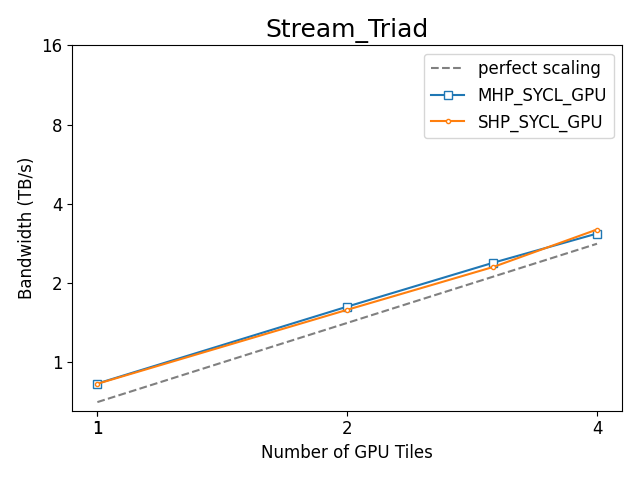 Stream_Triad
16
8
4
2
1
Bandwidth (TB/s)
perfect scaling
MHP_SYCL_GPU
SHP_SYCL_GPU
1
2
4
Number of GPU Tiles